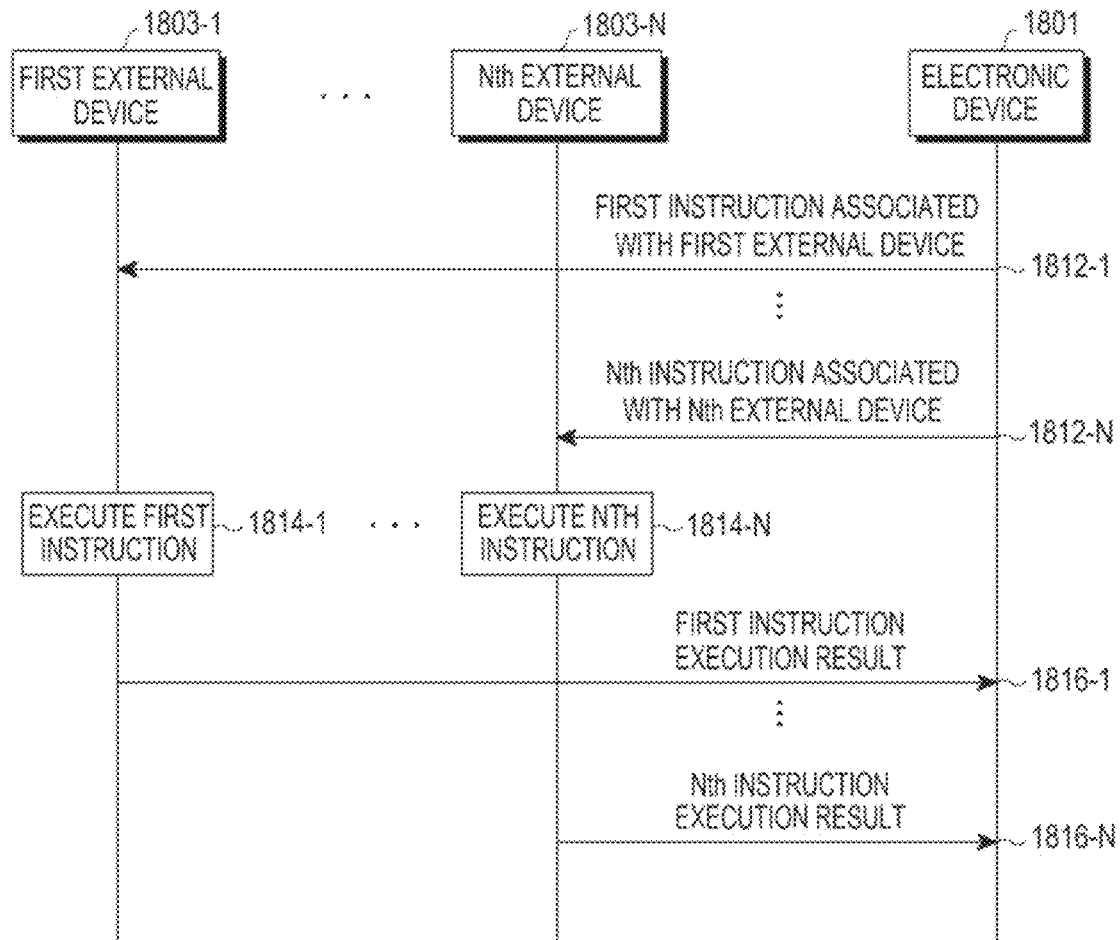 1803-1
1803-N
1801
FIRST EXTERNAL
DEVICE
. . .
Nth EXTERNAL
DEVICE
ELECTRONIC
DEVICE
FIRST INSTRUCTION ASSOCIATED
WITH FIRST EXTERNAL DEVICE
1812-1
Nth INSTRUCTION ASSOCIATED
WITH Nth EXTERNAL DEVICE
1812-N
EXECUTE FIRST
INSTRUCTION
1814-1
. . .
EXECUTE NTH
INSTRUCTION
1814-N
FIRST INSTRUCTION
EXECUTION RESULT
1816-1
Nth INSTRUCTION
EXECUTION RESULT
1816-N